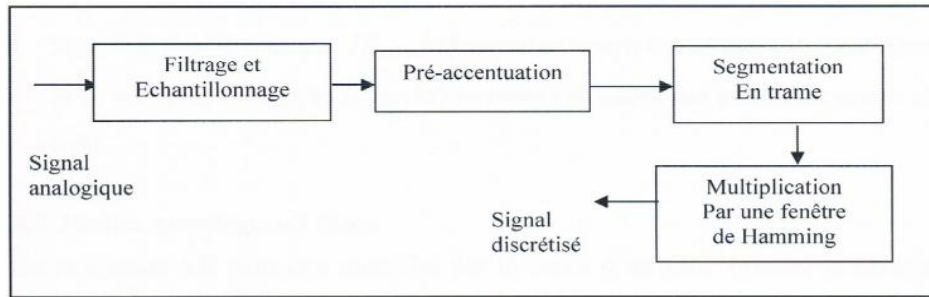 Filtrage et
Echantillonnage
Pré-accentuation
Segmentation
En trame
Signal
analogique
Multiplication
Par une fenêtre
de Hamming
Signal
discrétisé